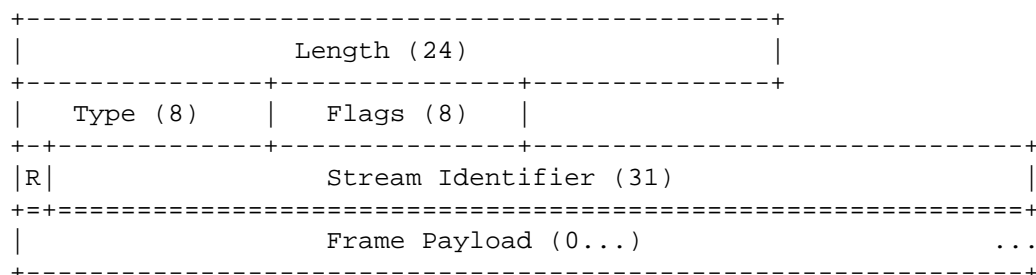 +-----------------------------------------------+
|                 Length (24)                   |
+---------------+---------------+---------------+
|   Type (8)    |   Flags (8)   |
+-+-------------+---------------+-------------------------------+
|R|                 Stream Identifier (31)                      |
+=+=============================================================+
|                   Frame Payload (0...)                      ...
+---------------------------------------------------------------+